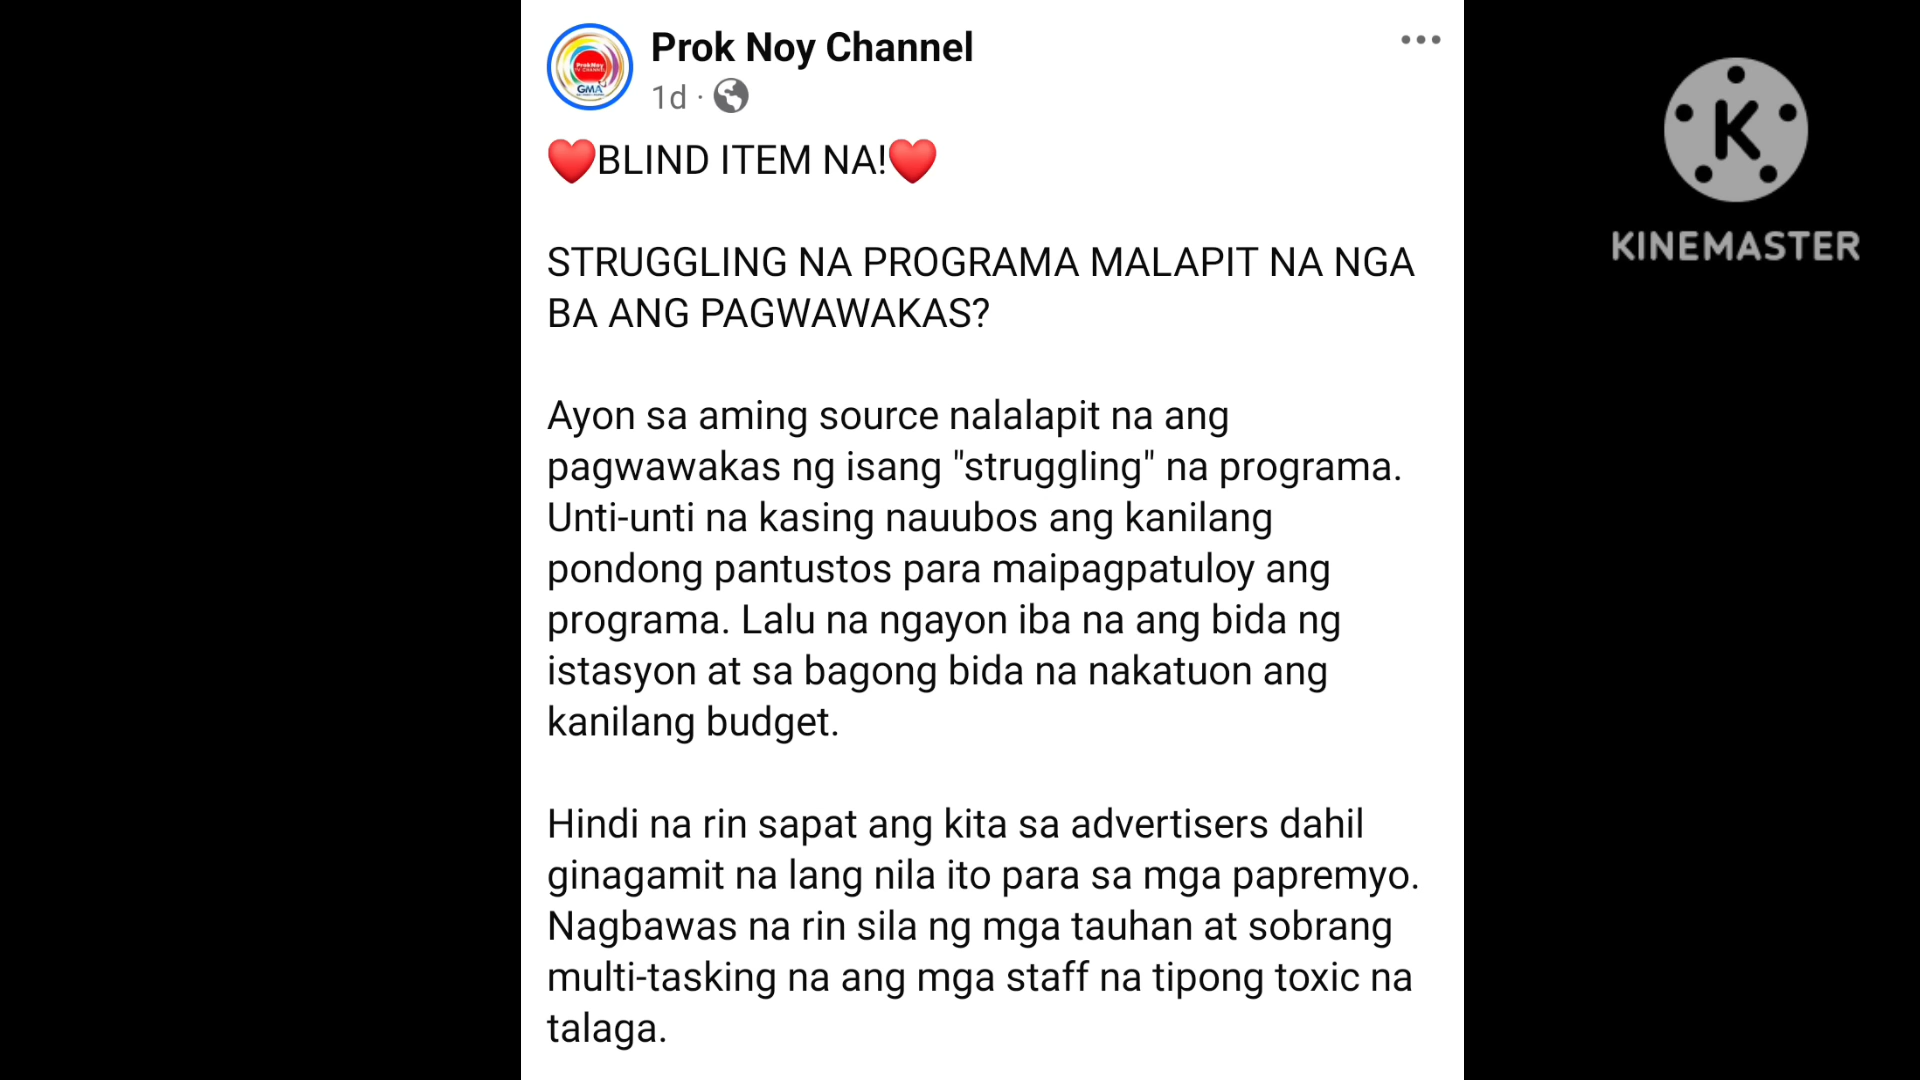 Prok Noy Channel
1d ·
ProkNoy
TV CHANNEL
GMA
❤️BLIND ITEM NA!❤️
STRUGGLING NA PROGRAMA MALAPIT NA NGA
BA ANG PAGWAWAKAS?
Ayon sa aming source nalalapit na ang
pagwawakas ng isang "struggling" na programa.
Unti-unti na kasing nauubos ang kanilang
pondong pantustos para maipagpatuloy ang
programa. Lalu na ngayon iba na ang bida ng
istasyon at sa bagong bida na nakatuon ang
kanilang budget.
Hindi na rin sapat ang kita sa advertisers dahil
ginagamit na lang nila ito para sa mga papremyo.
Nagbawas na rin sila ng mga tauhan at sobrang
multi-tasking na ang mga staff na tipong toxic na
talaga.
K
KINEMASTER